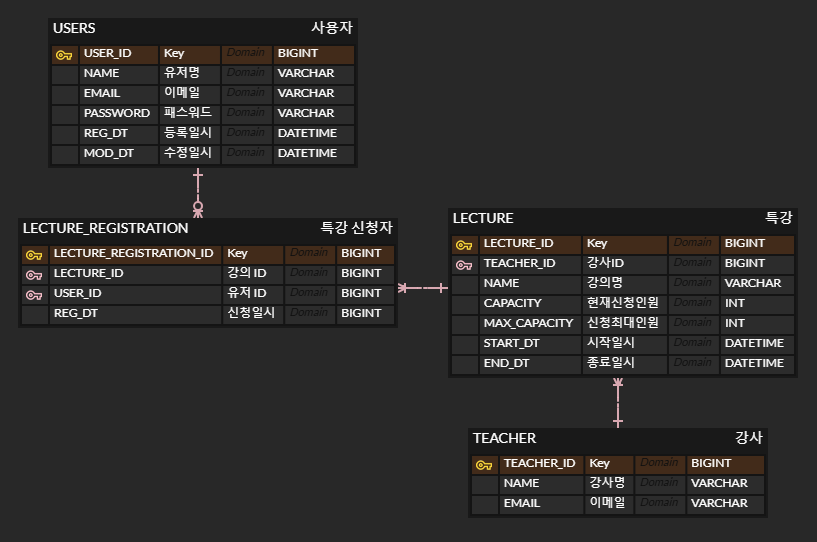 USERS 사용자
USER_ID Key Domain BIGINT
NAME 유저명 Domain VARCHAR
EMAIL 이메일 Domain VARCHAR
PASSWORD 패스워드 Domain VARCHAR
REG_DT 등록일시 Domain DATETIME
MOD_DT 수정일시 Domain DATETIME
LECTURE_REGISTRATION 특강 신청자
LECTURE_REGISTRATION_ID Key Domain BIGINT
LECTURE_ID 강의 ID Domain BIGINT
USER_ID 유저 ID Domain BIGINT
REG_DT 신청일시 Domain BIGINT
LECTURE 특강
LECTURE_ID Key Domain BIGINT
TEACHER_ID 강사ID Domain BIGINT
NAME 강의명 Domain VARCHAR
CAPACITY 현재신청인원 Domain INT
MAX_CAPACITY 신청최대인원 Domain INT
START_DT 시작일시 Domain DATETIME
END_DT 종료일시 Domain DATETIME
TEACHER 강사
TEACHER_ID Key Domain BIGINT
NAME 강사명 Domain VARCHAR
EMAIL 이메일 Domain VARCHAR